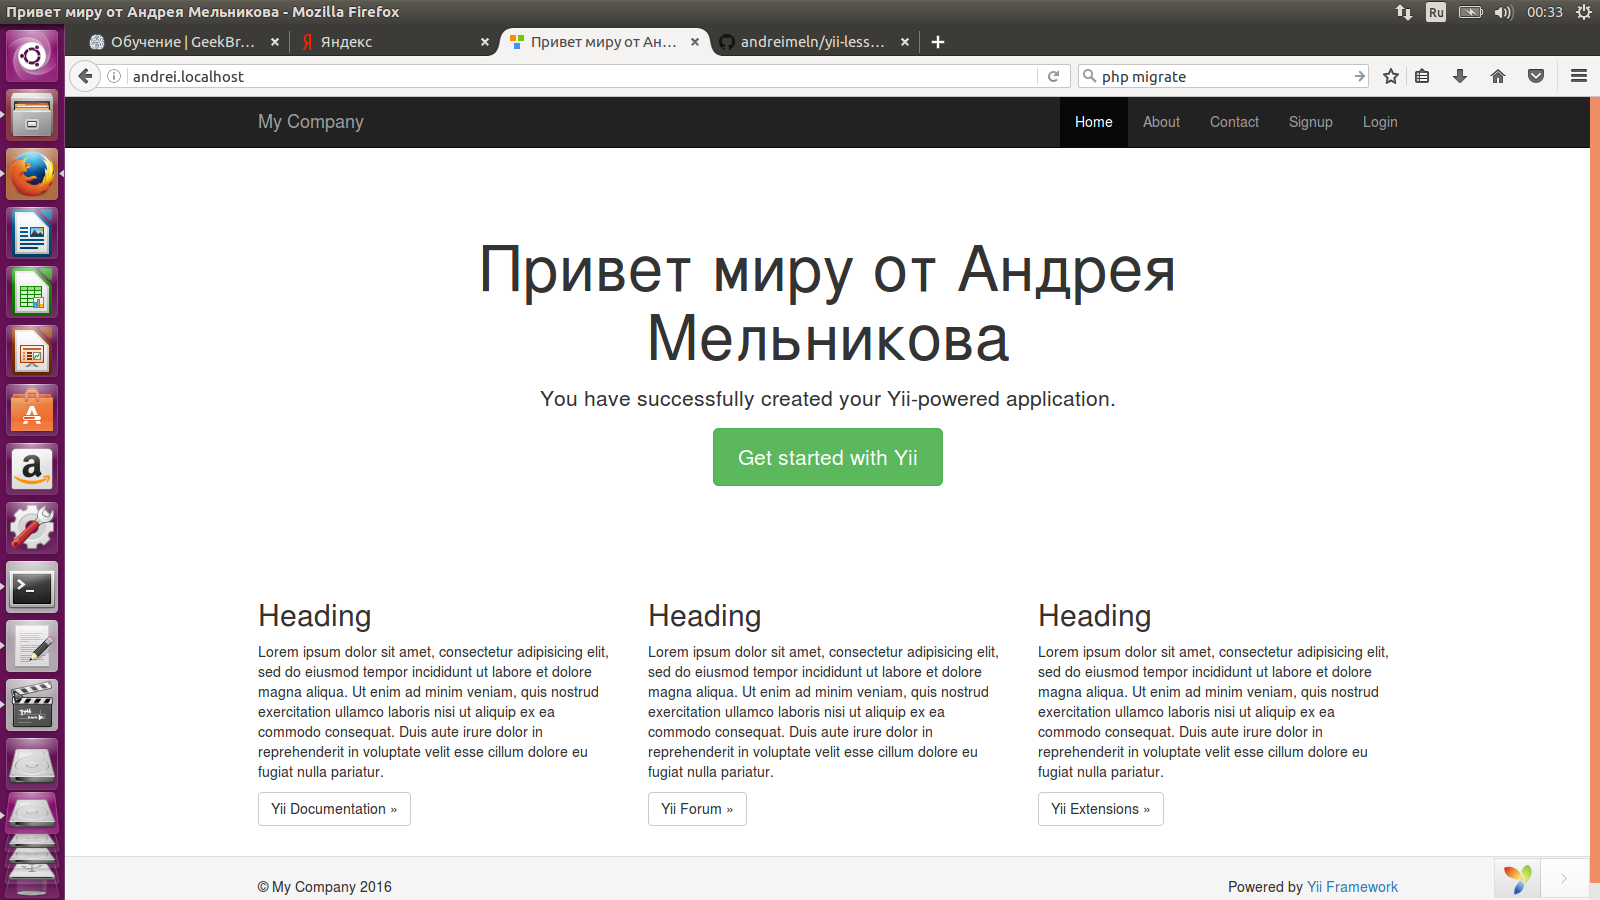 Привет миру от Андрея Мельникова - Mozilla Firefox
Ru
00:33
Обучение | GeekBr...
Яндекс
Привет миру от Ан...
andreimeln/yii-less...
andrei.localhost
php migrate
My Company
Home
About
Contact
Signup
Login
Привет миру от Андрея
Мельникова
You have successfully created your Yii-powered application.
Get started with Yii
Heading
Lorem ipsum dolor sit amet, consectetur adipisicing elit,
sed do eiusmod tempor incididunt ut labore et dolore
magna aliqua. Ut enim ad minim veniam, quis nostrud
exercitation ullamco laboris nisi ut aliquip ex ea
commodo consequat. Duis aute irure dolor in
reprehenderit in voluptate velit esse cillum dolore eu
fugiat nulla pariatur.
Yii Documentation »
Heading
Lorem ipsum dolor sit amet, consectetur adipisicing elit,
sed do eiusmod tempor incididunt ut labore et dolore
magna aliqua. Ut enim ad minim veniam, quis nostrud
exercitation ullamco laboris nisi ut aliquip ex ea
commodo consequat. Duis aute irure dolor in
reprehenderit in voluptate velit esse cillum dolore eu
fugiat nulla pariatur.
Yii Forum »
Heading
Lorem ipsum dolor sit amet, consectetur adipisicing elit,
sed do eiusmod tempor incididunt ut labore et dolore
magna aliqua. Ut enim ad minim veniam, quis nostrud
exercitation ullamco laboris nisi ut aliquip ex ea
commodo consequat. Duis aute irure dolor in
reprehenderit in voluptate velit esse cillum dolore eu
fugiat nulla pariatur.
Yii Extensions »
© My Company 2016
Powered by Yii Framework